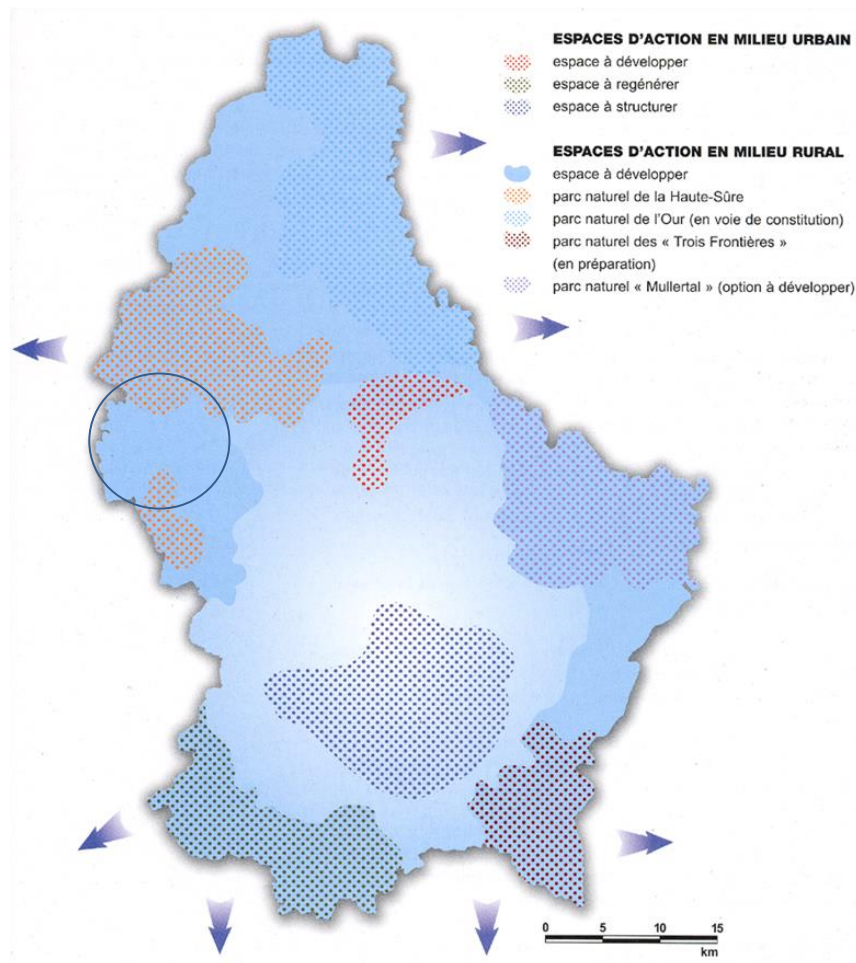 ESPACES D'ACTION EN MILIEU URBAIN
espace à développer
espace à regénérer
espace à structurer
ESPACES D'ACTION EN MILIEU RURAL
espace à développer
parc naturel de la Haute-Sûre
parc naturel de l'Our (en voie de constitution)
parc naturel des « Trois Frontières »
(en préparation)
parc naturel « Mullertal » (option à développer)
0 5 10 15
km